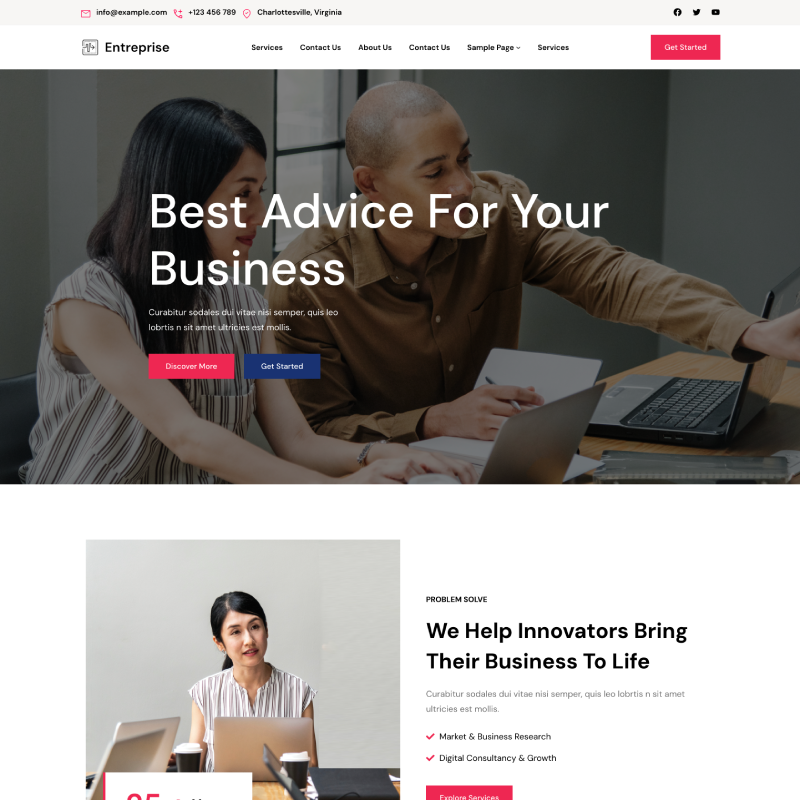 info@example.com +123 456 789 Charlottesville, Virginia
Entreprise
Services Contact Us About Us Contact Us Sample Page Services
Get Started
Best Advice For Your
Business
Curabitur sodales dui vitae nisi semper, quis leo
lobrtis n sit amet ultricies est mollis.
Discover More Get Started
PROBLEM SOLVE
We Help Innovators Bring
Their Business To Life
Curabitur sodales dui vitae nisi semper, quis leo lobrtis n sit amet
ultricies est mollis.
Market & Business Research
Digital Consultancy & Growth
Explore Services